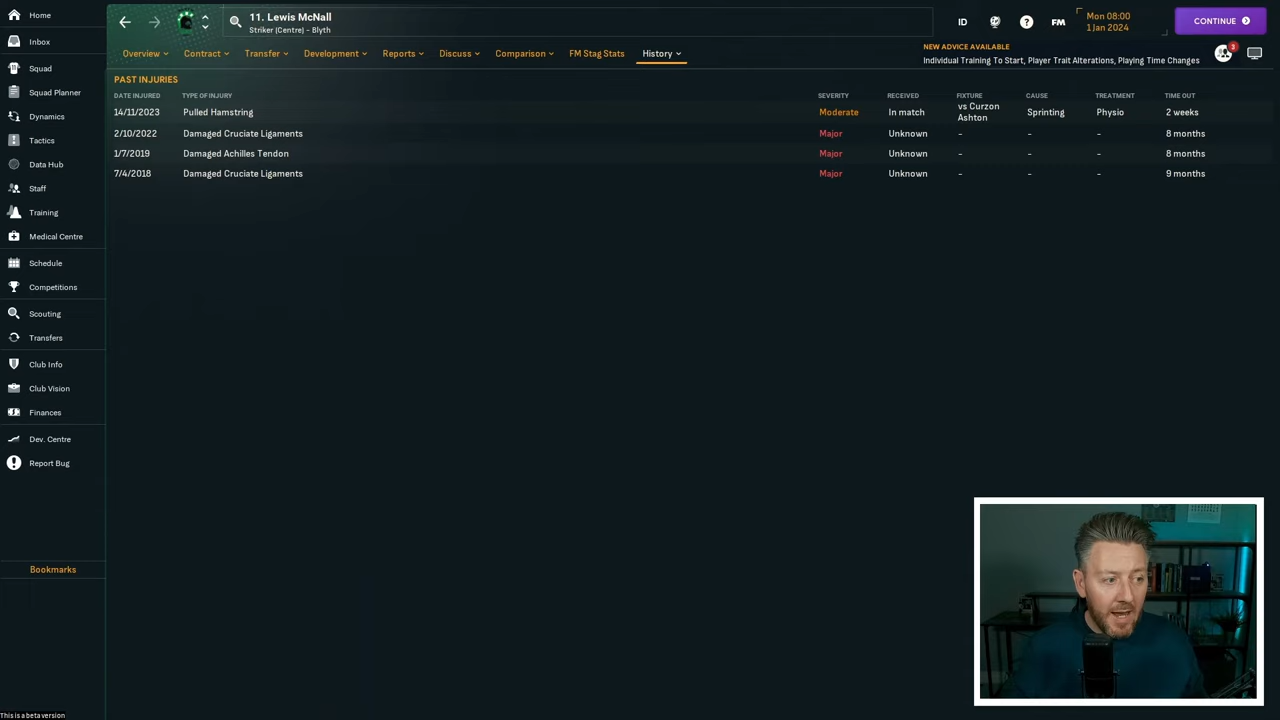 Home
Inbox
Squad
Squad Planner
Dynamics
Tactics
Data Hub
Staff
Training
Medical Centre
Schedule
Competitions
Scouting
Transfers
Club Info
Club Vision
Finances
Dev. Centre
Report Bug
Bookmarks
This is a beta version
11. Lewis McNall
Striker (Centre) - Blyth
ID
?
FM
Mon 08:00
1 Jan 2024
CONTINUE
Overview
Contract
Transfer
Development
Reports
Discuss
Comparison
FM Stag Stats
History
NEW ADVICE AVAILABLE
Individual Training To Start, Player Trait Alterations, Playing Time Changes
3
PAST INJURIES
DATE INJURED TYPE OF INJURY SEVERITY RECEIVED FIXTURE CAUSE TREATMENT TIME OUT
14/11/2023 Pulled Hamstring Moderate In match vs Curzon Ashton Sprinting Physio 2 weeks
2/10/2022 Damaged Cruciate Ligaments Major Unknown - - - 8 months
1/7/2019 Damaged Achilles Tendon Major Unknown - - - 8 months
7/4/2018 Damaged Cruciate Ligaments Major Unknown - - - 9 months